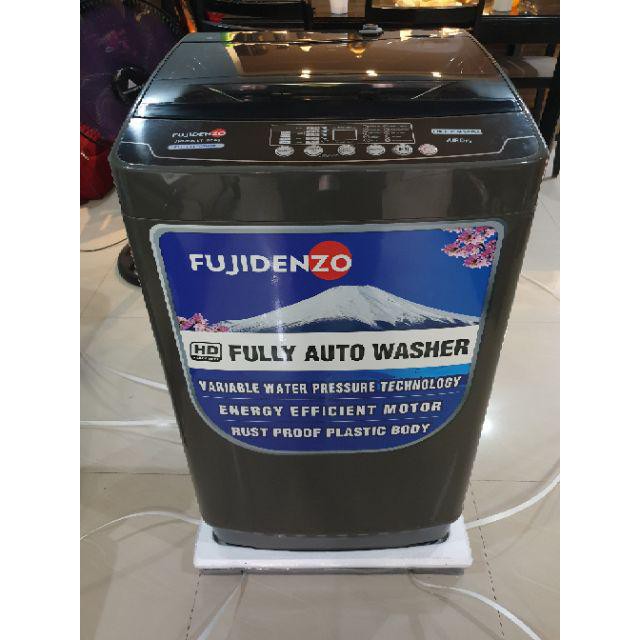 FUJIDENZO
FUJIDENZO
HD
FULLY AUTO WASHER
VARIABLE WATER PRESSURE TECHNOLOGY
ENERGY EFFICIENT MOTOR
RUST PROOF PLASTIC BODY